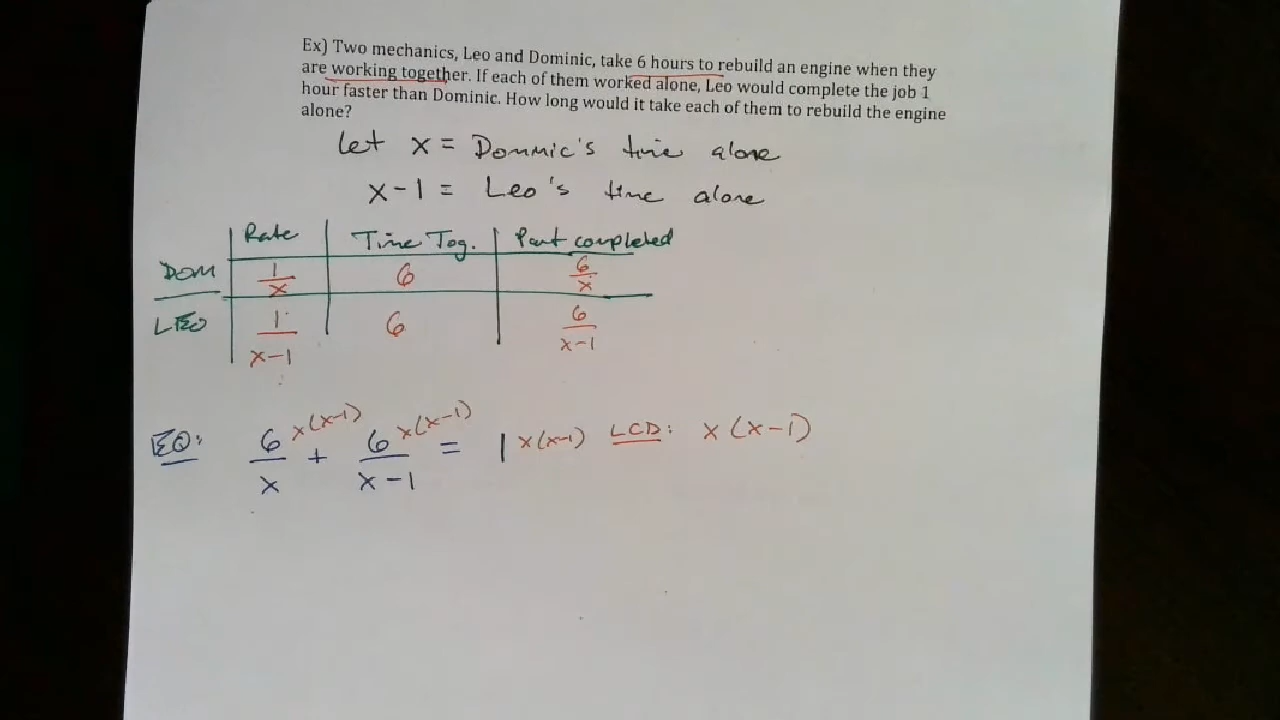 Ex) Two mechanics, Leo and Dominic, take 6 hours to rebuild an engine when they
are working together. If each of them worked alone, Leo would complete the job 1
hour faster than Dominic. How long would it take each of them to rebuild the engine
alone?
Let x = Dominic's time alone
x-1 = Leo's time alone
Rate Time Tog. Part completed
DOM 1/x 6 6/x
LEO 1/x-1 6 6/x-1
EQ: 6/x x(x-1) + 6/x-1 x(x-1) = 1 x(x-1) LCD: x(x-1)